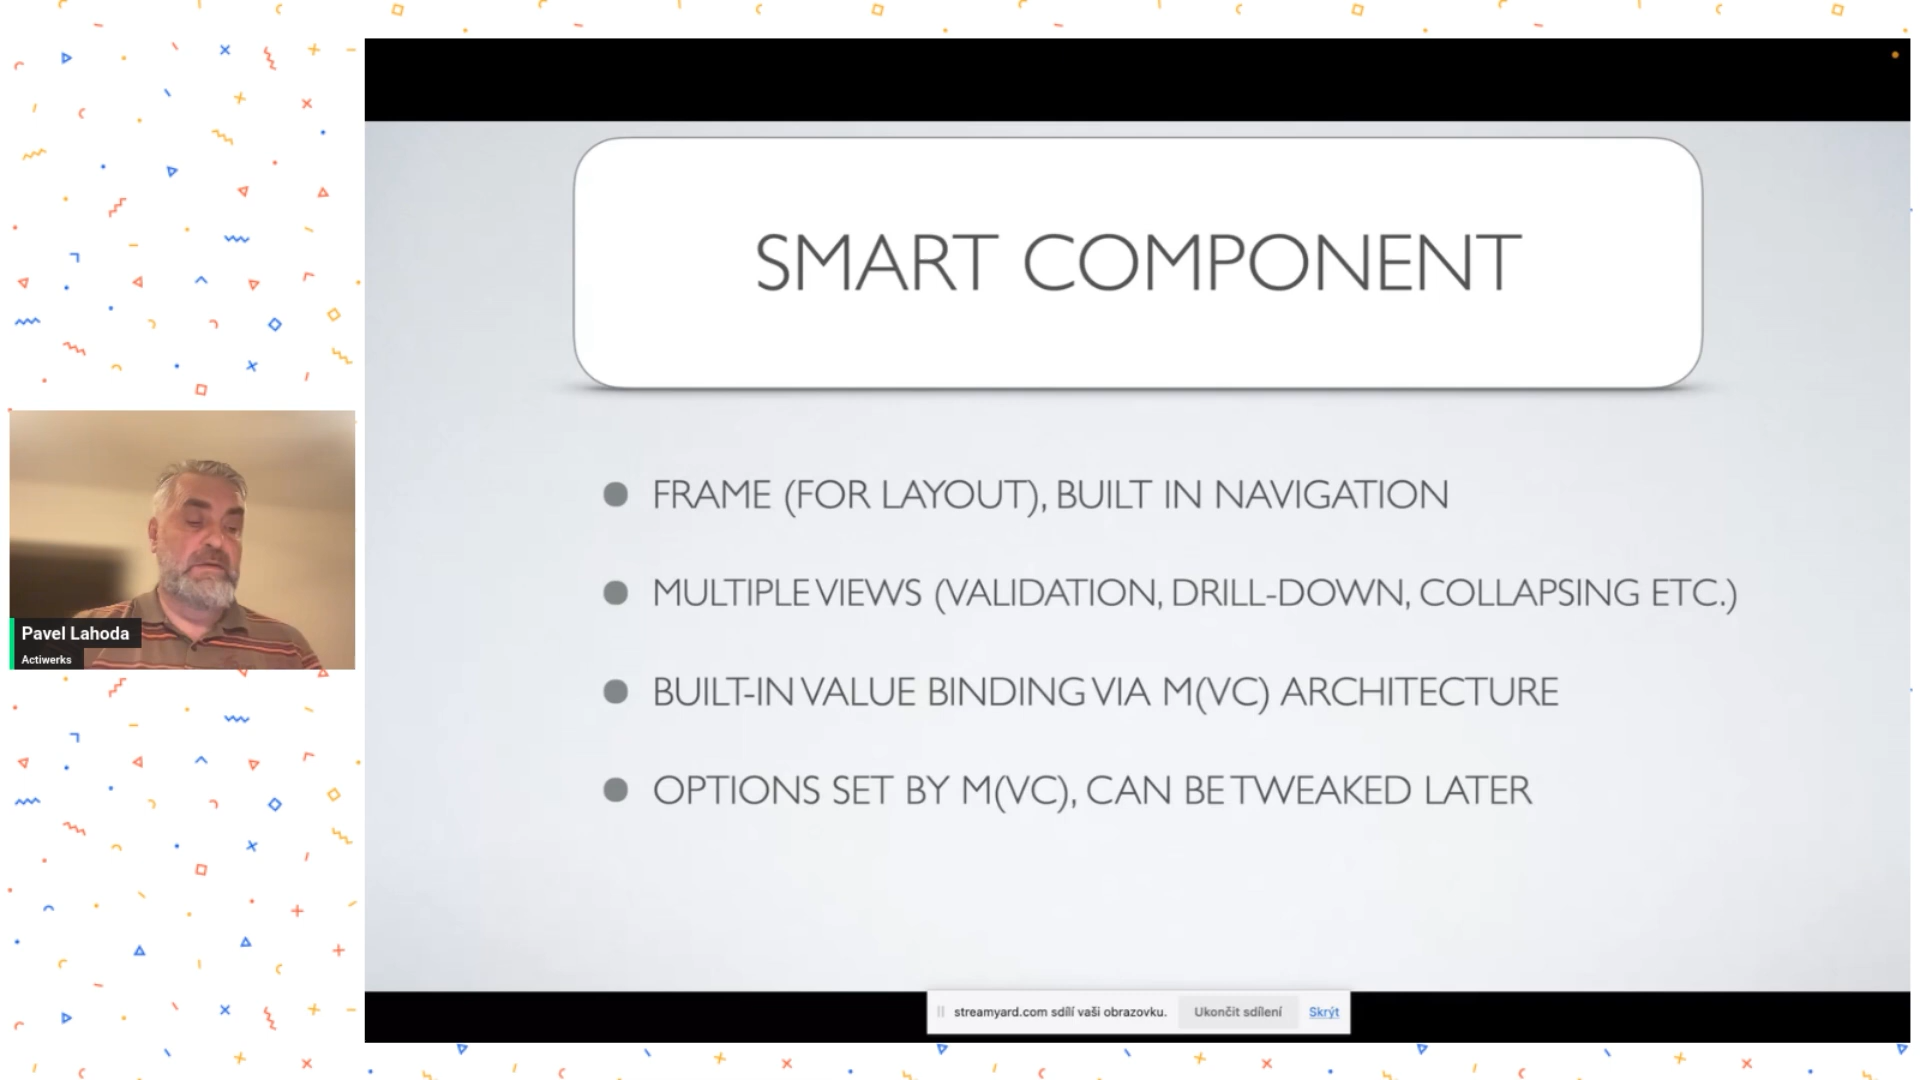 SMART COMPONENT
FRAME (FOR LAYOUT), BUILT IN NAVIGATION
MULTIPLE VIEWS (VALIDATION, DRILL-DOWN, COLLAPSING ETC.)
BUILT-IN VALUE BINDING VIA M(VC) ARCHITECTURE
OPTIONS SET BY M(VC), CAN BE TWEAKED LATER
Pavel Lahoda
Actiwerks
streamyard.com sdílí vaši obrazovku. Ukončit sdílení Skrýt